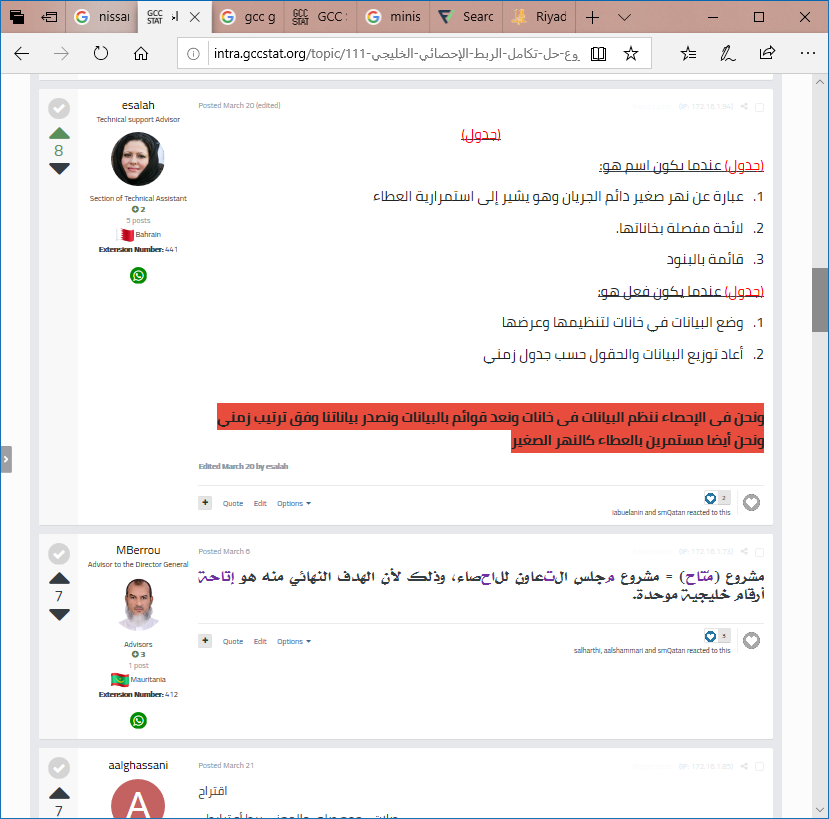 nissar
GCC STAT
GCC g
GCC STAT
GCC :
minis
Searc
Riyad
intra.gccstat.org/topic/111-وع-حل-تكامل-الربط-الإحصائي-الخليجي
esalah
Technical support Advisor
8
Section of Technical Assistant
2
5 posts
Bahrain
Extension Number: 441
Posted March 20 (edited)
IP: 172.16.1.94
(جدول)
(جدول) عندما يكون اسم هو:
1. عبارة عن نهر صغير دائم الجريان وهو يشير إلى استمرارية العطاء
2. لائحة مفصلة بخاناتها.
3. قائمة بالبنود
(جدول) عندما يكون فعل هو:
1. وضع البيانات في خانات لتنظيمها وعرضها
2. أعاد توزيع البيانات والحقول حسب جدول زمني
ونحن في الإحصاء ننظم البيانات في خانات ونعد قوائم بالبيانات ونصدر بياناتنا وفق ترتيب زمني
ونحن أيضا مستمرين بالعطاء كالنهر الصغير
Edited March 20 by esalah
+ Quote Edit Options
2
iabuelanin and smQatan reacted to this
MBerrou
Advisor to the Director General
7
Advisors
3
1 post
Mauritania
Extension Number: 412
Posted March 6
مشروع (مُتاح) = مشروع مجلس التعاون للإحصاء، وذلك لأن الهدف النهائي منه هو إتاحة
أرقام خليجية موحدة.
+ Quote Edit Options
3
salharthi, aalshammari and smQatan reacted to this
aalghassani
A
7
Posted March 21
اقتراح